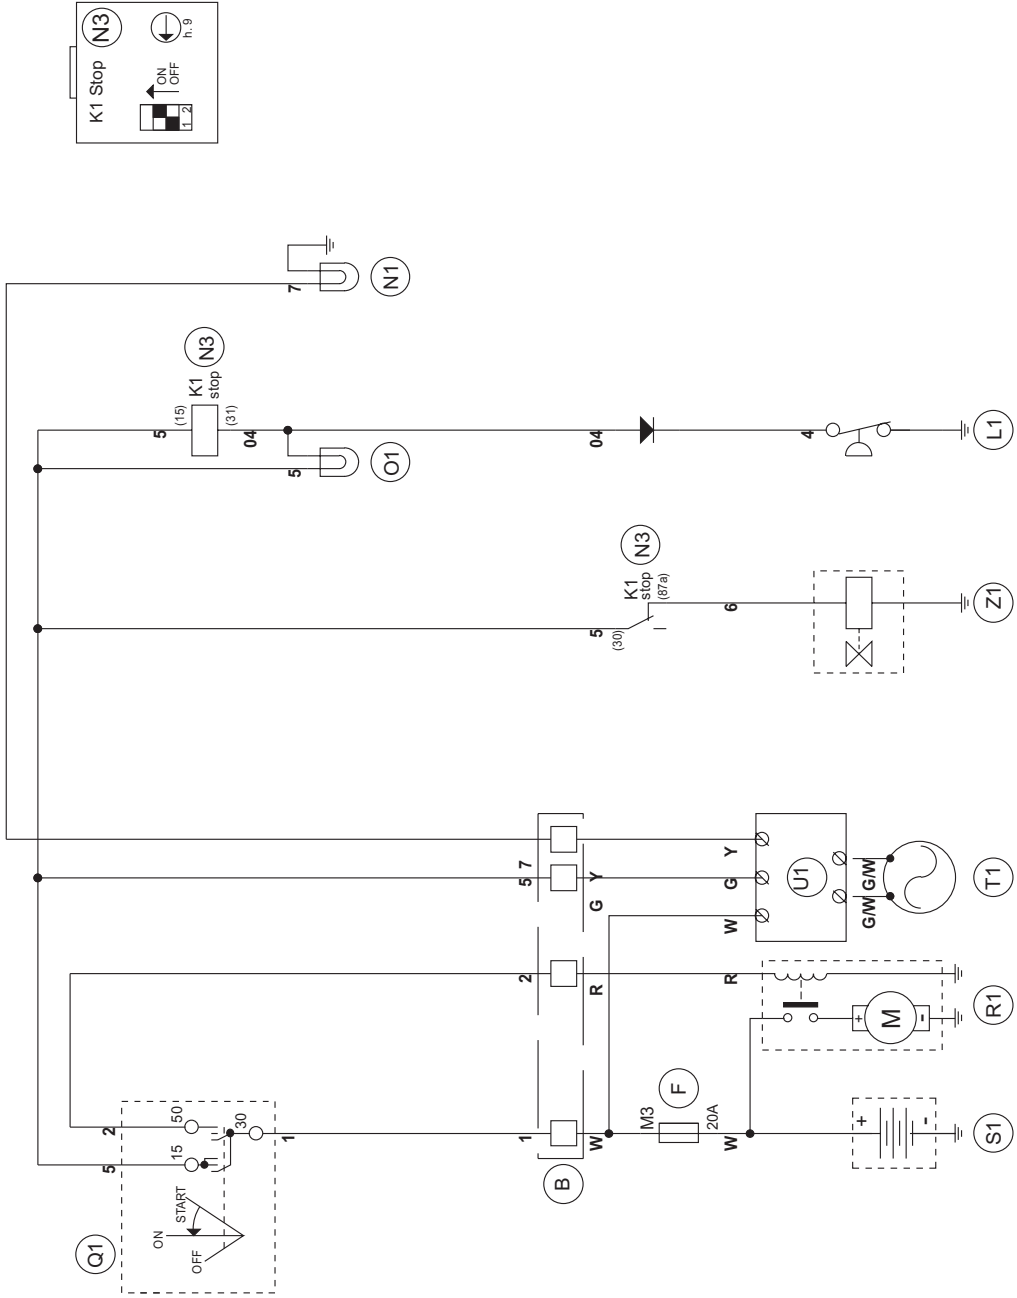 K1 Stop
N3
ON
OFF
1 2
h. 9
7
N1
K1
stop
N3
(15)
(31)
5
04
5
O1
04
4
L1
K1
stop
N3
(87a)
5
(30)
6
Z1
5 7
G Y
W G Y
U1
G/W G/W
T1
2
R
R
M
+
-
R1
Q1
OFF
ON
START
5
2
15
50
30
1
1
B
W
M3
20A
F
W
+
-
S1